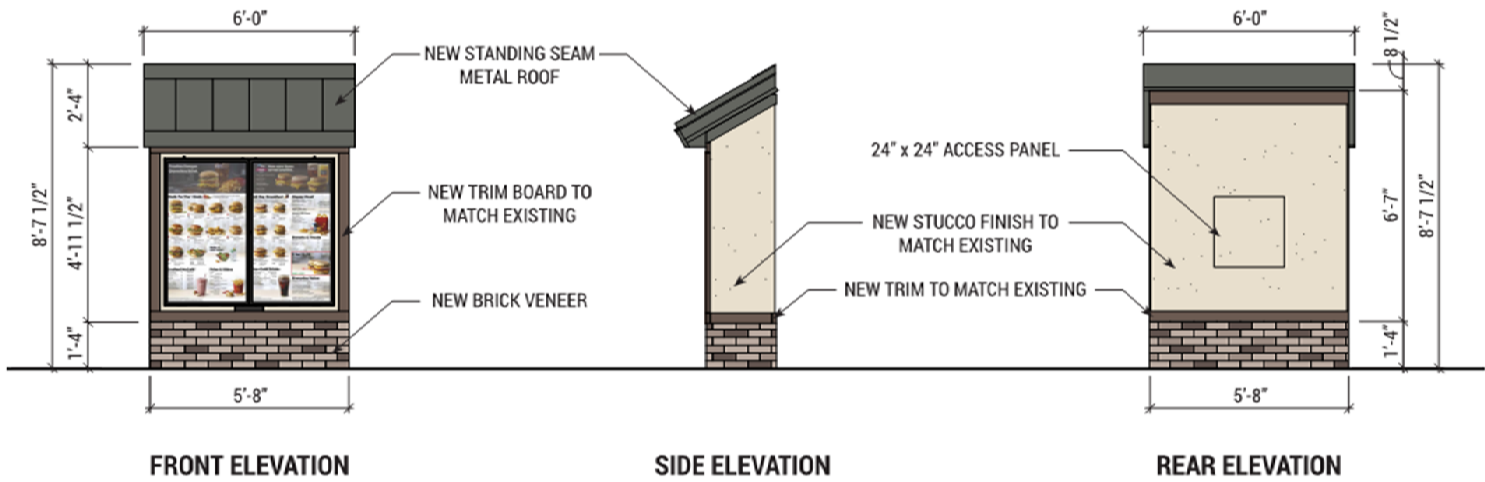 6'-0"
6'-0"
8 1/2"
NEW STANDING SEAM
METAL ROOF
2'-4"
24" x 24" ACCESS PANEL
8'-7 1/2"
4'-11 1/2"
NEW TRIM BOARD TO
MATCH EXISTING
NEW STUCCO FINISH TO
MATCH EXISTING
6'-7"
8'-7 1/2"
NEW TRIM TO MATCH EXISTING
NEW BRICK VENEER
1'-4"
1'-4"
5'-8"
5'-8"
FRONT ELEVATION
SIDE ELEVATION
REAR ELEVATION